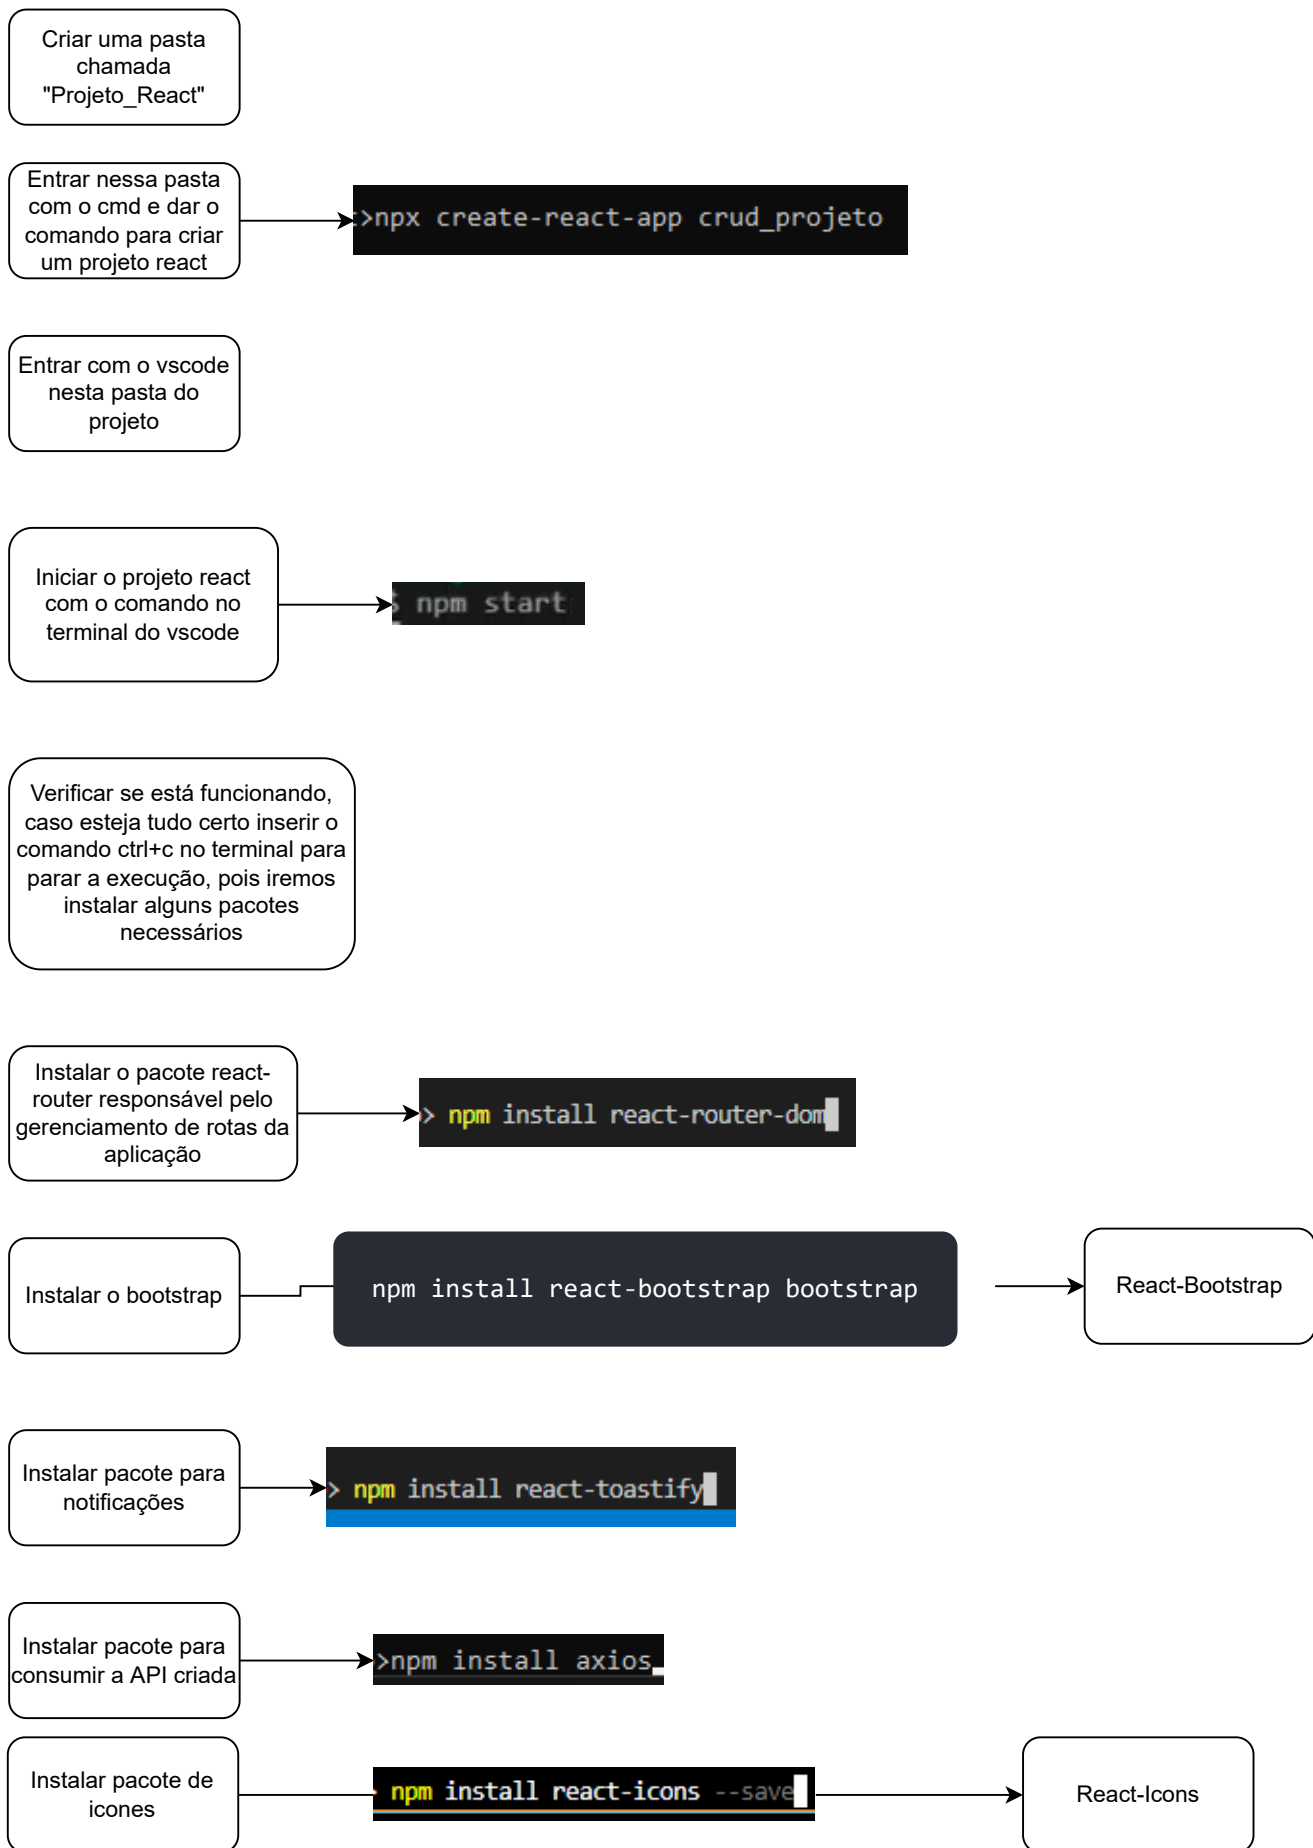 Criar uma pasta
chamada
"Projeto_React"
Entrar nessa pasta
com o cmd e dar o
comando para criar
um projeto react
>npx create-react-app crud_projeto
Entrar com o vscode
nesta pasta do
projeto
Iniciar o projeto react
com o comando no
terminal do vscode
$ npm start
Verificar se está funcionando,
caso esteja tudo certo inserir o
comando ctrl+c no terminal para
parar a execução, pois iremos
instalar alguns pacotes
necessários
Instalar o pacote react-
router responsável pelo
gerenciamento de rotas da
aplicação
> npm install react-router-dom
Instalar o bootstrap
npm install react-bootstrap bootstrap
React-Bootstrap
Instalar pacote para
notificações
> npm install react-toastify
Instalar pacote para
consumir a API criada
>npm install axios
Instalar pacote de
icones
npm install react-icons --save
React-Icons